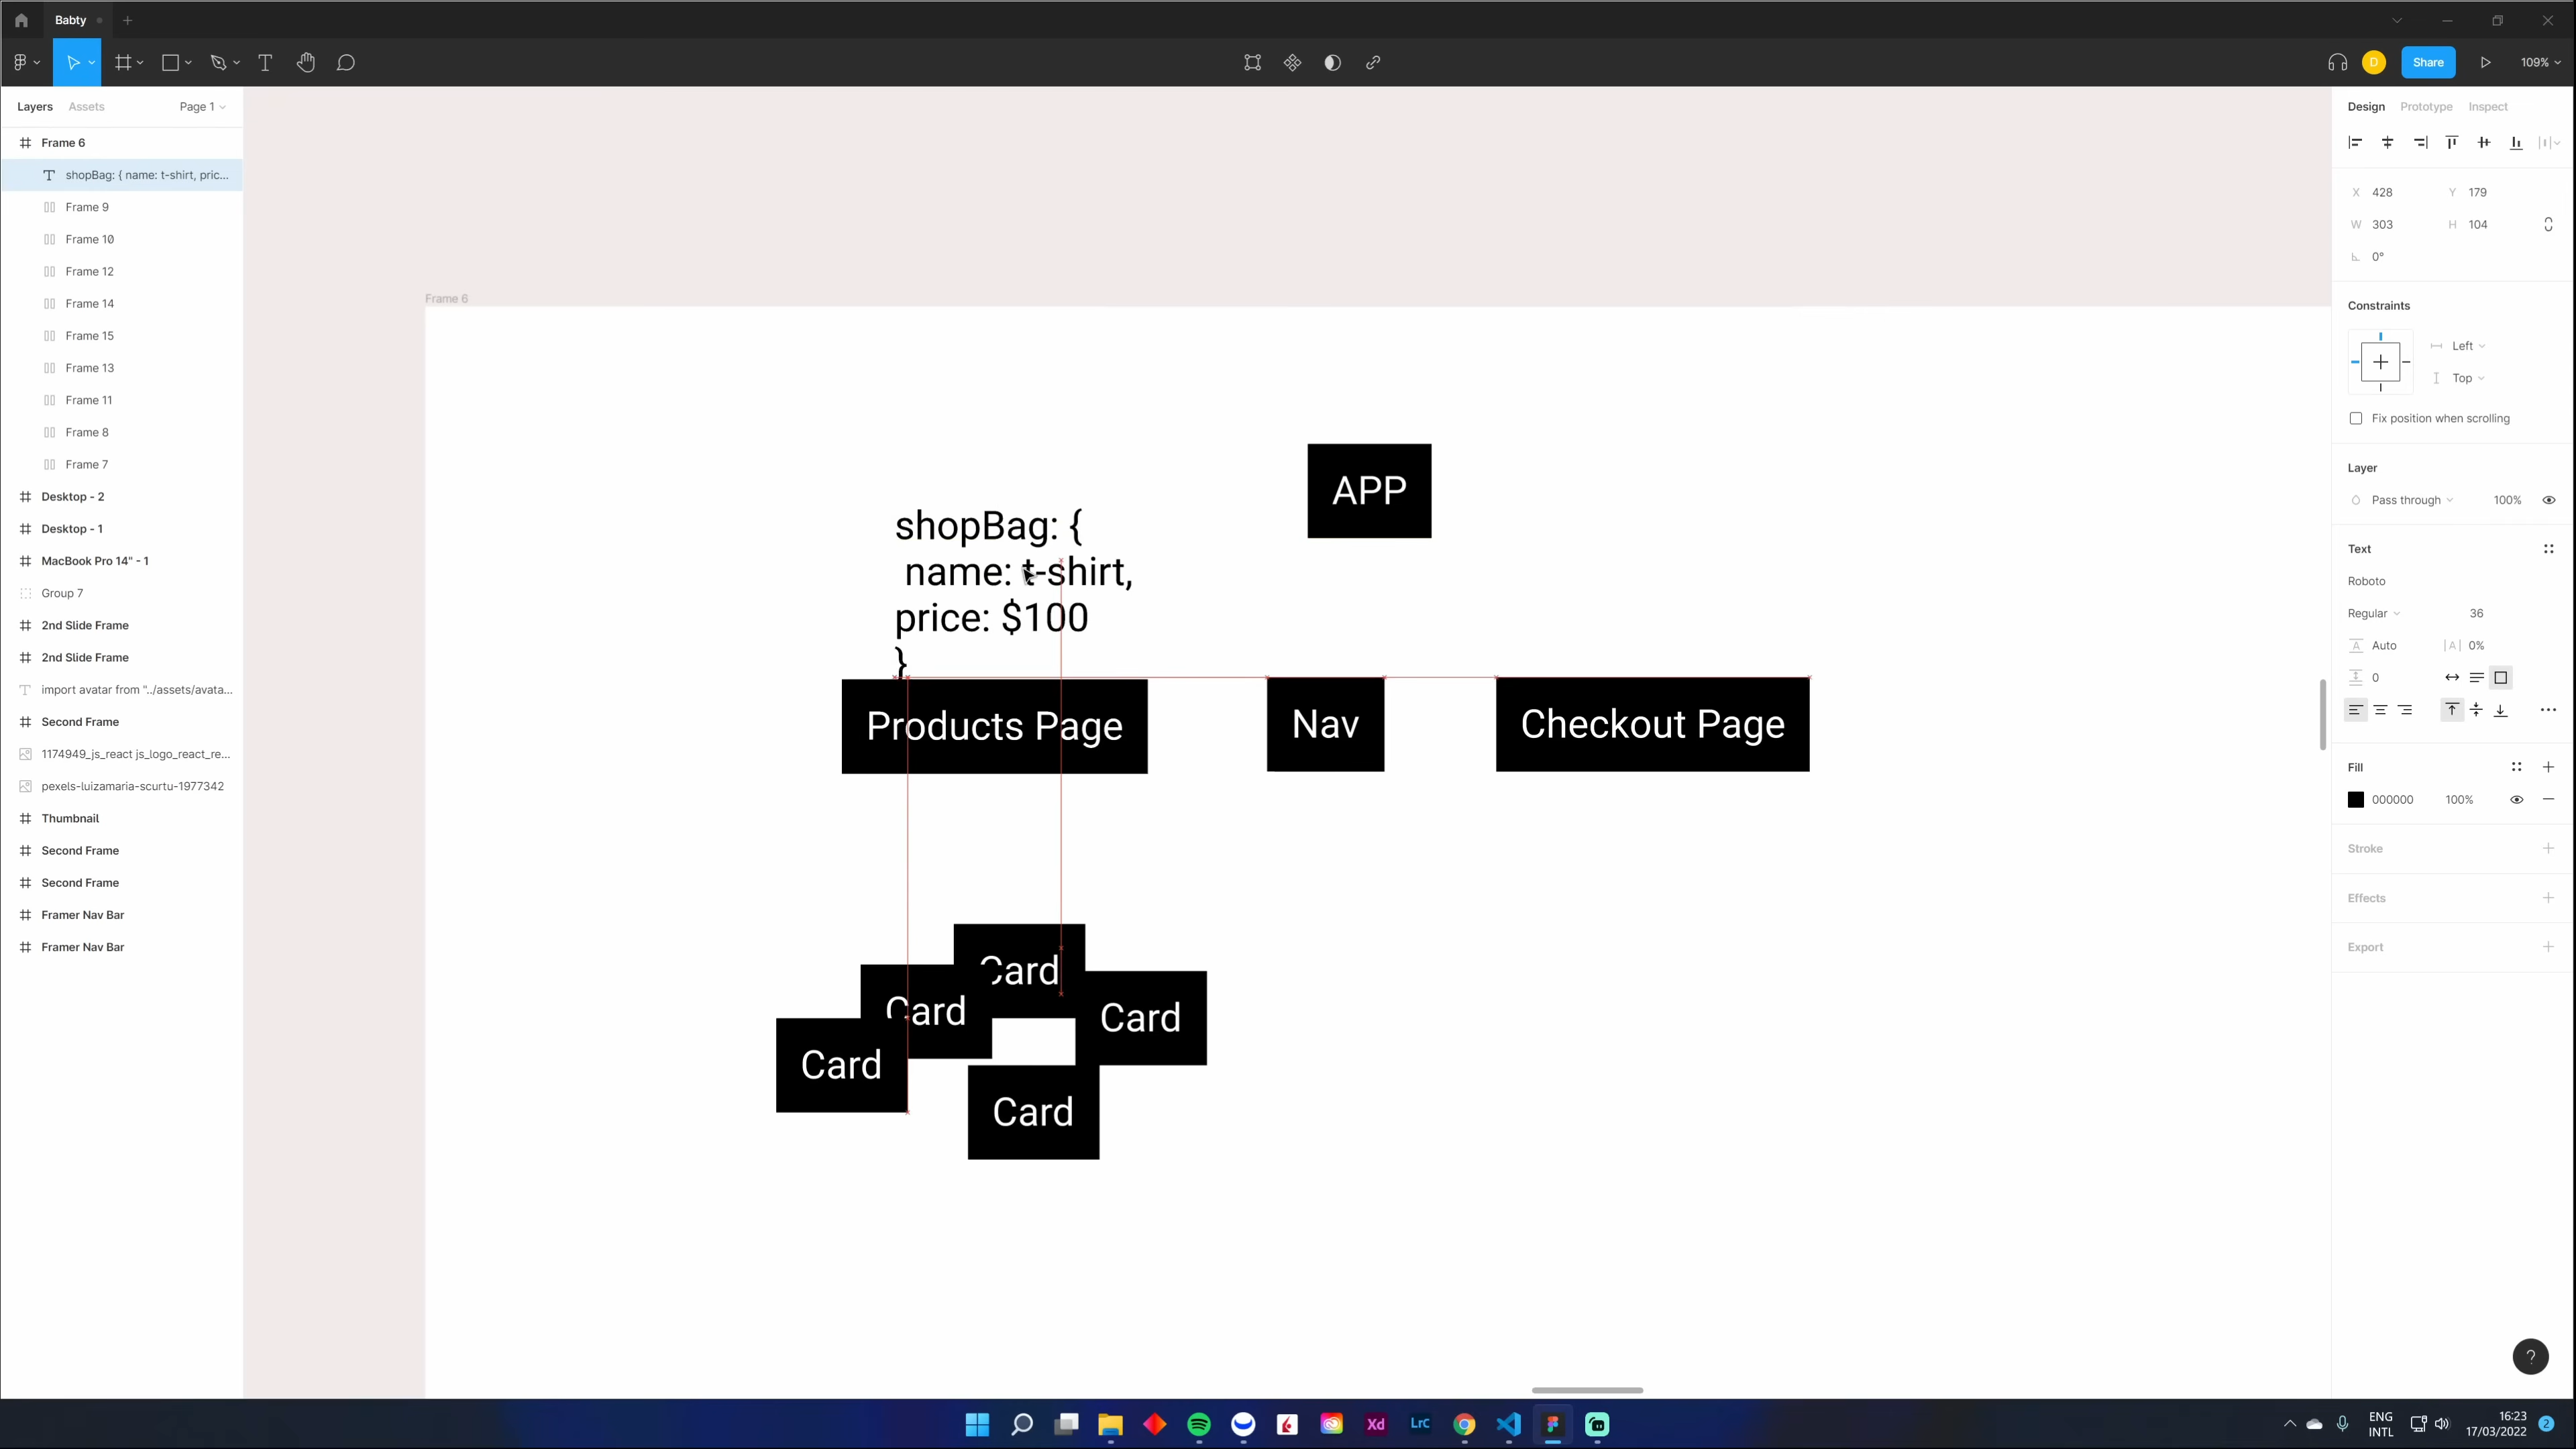 Babty
D
Share
109%
Layers
Assets
Page 1
Design
Prototype
Inspect
Frame 6
shopBag: { name: t-shirt, pric...
Frame 9
Frame 10
Frame 12
Frame 14
Frame 15
Frame 13
Frame 11
Frame 8
Frame 7
Desktop - 2
Desktop - 1
MacBook Pro 14" - 1
Group 7
2nd Slide Frame
2nd Slide Frame
import avatar from "../assets/avata...
Second Frame
1174949_js_react js_logo_react_re...
pexels-luizamaria-scurtu-1977342
Thumbnail
Second Frame
Second Frame
Framer Nav Bar
Framer Nav Bar
Frame 6
APP
shopBag: {
name: t-shirt,
price: $100
}
Products Page
Nav
Checkout Page
Card
Card
Card
Card
Card
X 428 Y 179
W 303 H 104
0°
Constraints
Left
Top
Fix position when scrolling
Layer
Pass through 100%
Text
Roboto
Regular 36
A Auto |A| 0%
0
Fill
000000 100%
Stroke
Effects
Export
?
Xd
LrC
ENG
INTL
16:23
17/03/2022
2